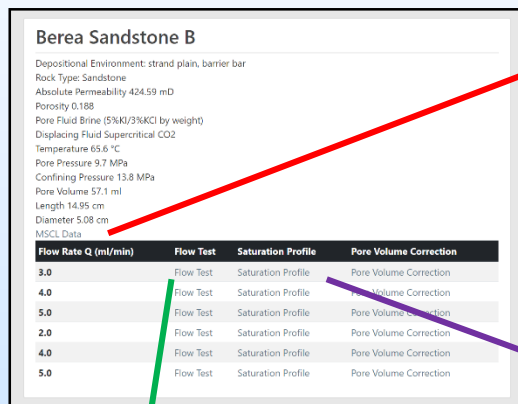 Berea Sandstone B
Depositional Environment: strand plain, barrier bar
Rock Type: Sandstone
Absolute Permeability 424.59 mD
Porosity 0.188
Pore Fluid Brine (5%KI/3%KCl by weight)
Displacing Fluid Supercritical CO2
Temperature 65.6 °C
Pore Pressure 9.7 MPa
Confining Pressure 13.8 MPa
Pore Volume 57.1 ml
Length 14.95 cm
Diameter 5.08 cm
MSCL Data
Flow Rate Q (ml/min) Flow Test Saturation Profile Pore Volume Correction
3.0 Flow Test Saturation Profile Pore Volume Correction
4.0 Flow Test Saturation Profile Pore Volume Correction
5.0 Flow Test Saturation Profile Pore Volume Correction
2.0 Flow Test Saturation Profile Pore Volume Correction
4.0 Flow Test Saturation Profile Pore Volume Correction
5.0 Flow Test Saturation Profile Pore Volume Correction